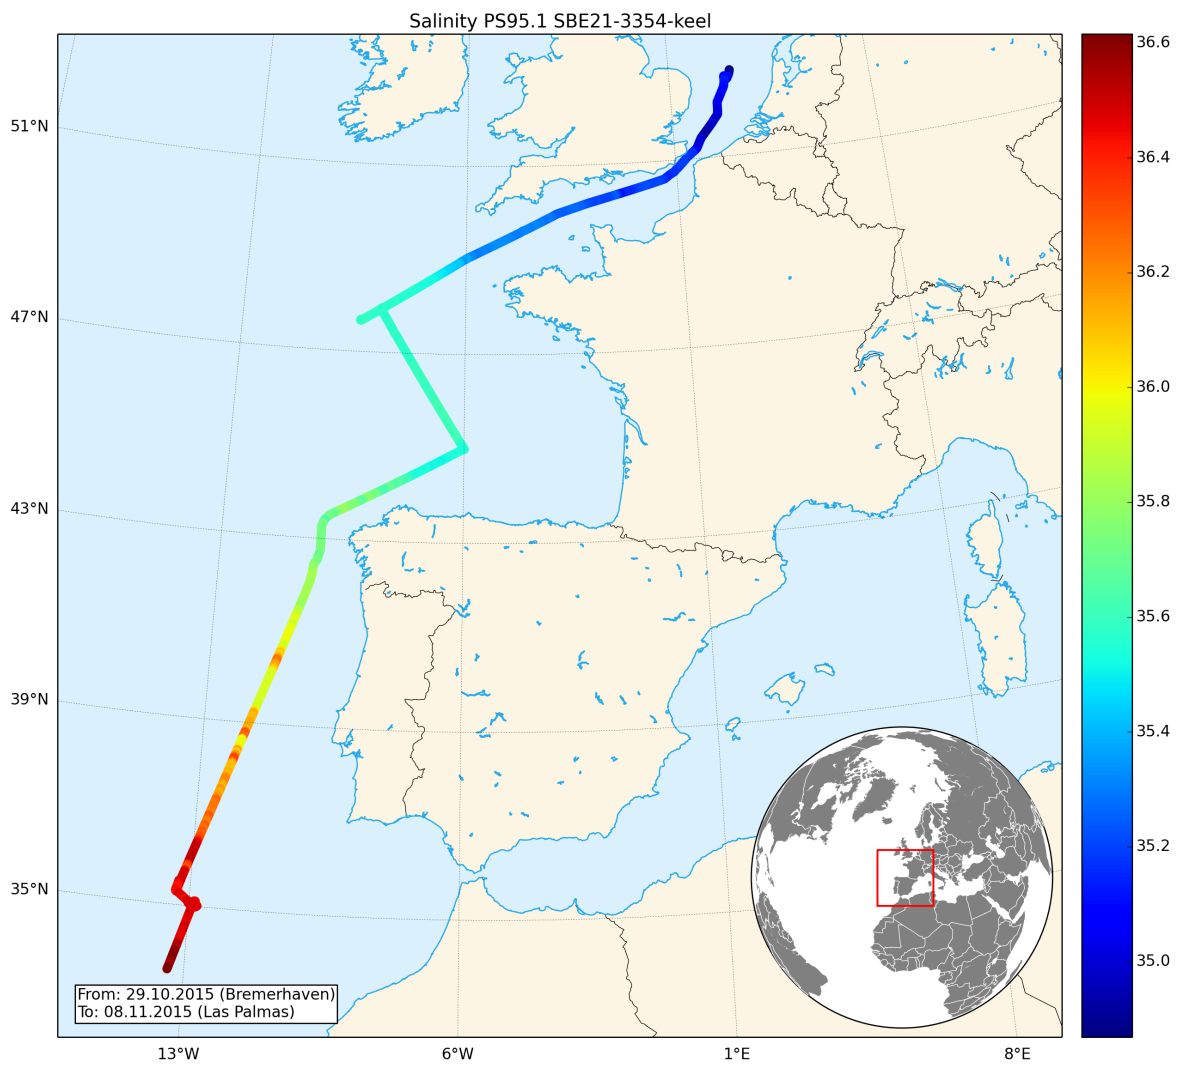 Salinity PS95.1 SBE21-3354-keel
36.6
36.4
36.2
36.0
35.8
35.6
35.4
35.2
35.0
51°N
47°N
43°N
39°N
35°N
From: 29.10.2015 (Bremerhaven)
To: 08.11.2015 (Las Palmas)
13°W
6°W
1°E
8°E